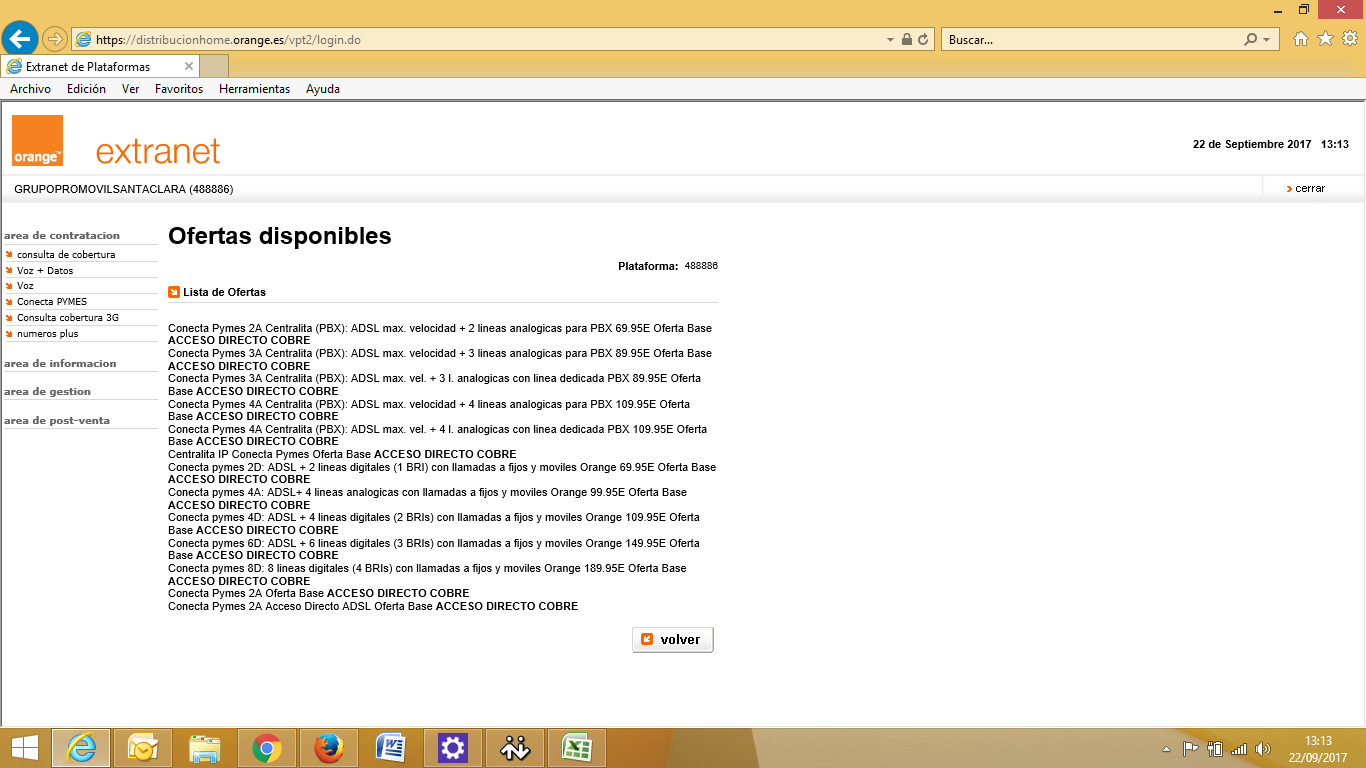 https://distribucionhome.orange.es/vpt2/login.do
Buscar...
Extranet de Plataformas
Archivo Edición Ver Favoritos Herramientas Ayuda
orange™
extranet
22 de Septiembre 2017 13:13
GRUPOPROMOVILSANTACLARA (488886)
cerrar
area de contratacion
consulta de cobertura
Voz + Datos
Voz
Conecta PYMES
Consulta cobertura 3G
numeros plus
area de informacion
area de gestion
area de post-venta
Ofertas disponibles
Plataforma: 488886
Lista de Ofertas
Conecta Pymes 2A Centralita (PBX): ADSL max. velocidad + 2 lineas analogicas para PBX 69.95E Oferta Base
ACCESO DIRECTO COBRE
Conecta Pymes 3A Centralita (PBX): ADSL max. velocidad + 3 lineas analogicas para PBX 89.95E Oferta Base
ACCESO DIRECTO COBRE
Conecta Pymes 3A Centralita (PBX): ADSL max. vel. + 3 l. analogicas con linea dedicada PBX 89.95E Oferta
Base ACCESO DIRECTO COBRE
Conecta Pymes 4A Centralita (PBX): ADSL max. velocidad + 4 lineas analogicas para PBX 109.95E Oferta
Base ACCESO DIRECTO COBRE
Conecta Pymes 4A Centralita (PBX): ADSL max. vel. + 4 l. analogicas con linea dedicada PBX 109.95E Oferta
Base ACCESO DIRECTO COBRE
Centralita IP Conecta Pymes Oferta Base ACCESO DIRECTO COBRE
Conecta pymes 2D: ADSL + 2 lineas digitales (1 BRI) con llamadas a fijos y moviles Orange 69.95E Oferta Base
ACCESO DIRECTO COBRE
Conecta pymes 4A: ADSL+ 4 lineas analogicas con llamadas a fijos y moviles Orange 99.95E Oferta Base
ACCESO DIRECTO COBRE
Conecta pymes 4D: ADSL + 4 lineas digitales (2 BRIs) con llamadas a fijos y moviles Orange 109.95E Oferta
Base ACCESO DIRECTO COBRE
Conecta pymes 6D: ADSL + 6 lineas digitales (3 BRIs) con llamadas a fijos y moviles Orange 149.95E Oferta
Base ACCESO DIRECTO COBRE
Conecta pymes 8D: 8 lineas digitales (4 BRIs) con llamadas a fijos y moviles Orange 189.95E Oferta Base
ACCESO DIRECTO COBRE
Conecta Pymes 2A Oferta Base ACCESO DIRECTO COBRE
Conecta Pymes 2A Acceso Directo ADSL Oferta Base ACCESO DIRECTO COBRE
volver
13:13
22/09/2017